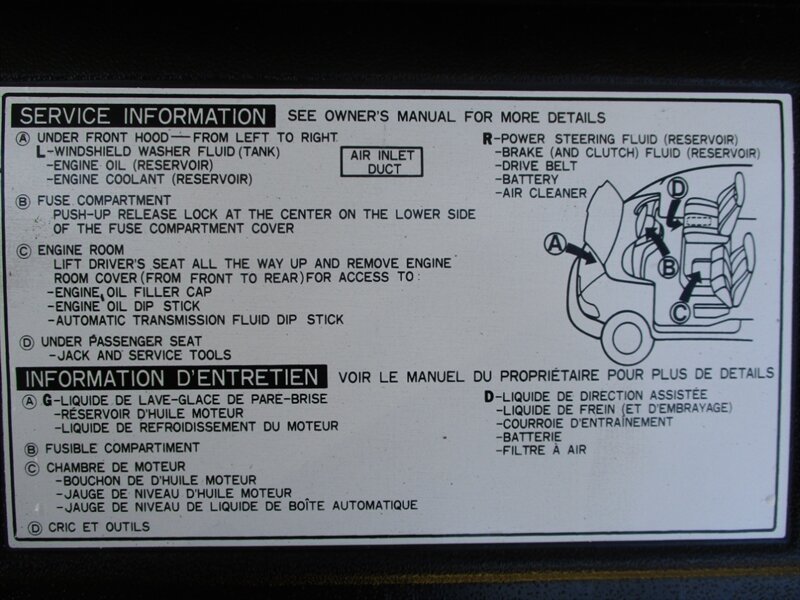 SERVICE INFORMATION SEE OWNER'S MANUAL FOR MORE DETAILS
Ⓐ UNDER FRONT HOOD—FROM LEFT TO RIGHT
L-WINDSHIELD WASHER FLUID (TANK)
-ENGINE OIL (RESERVOIR)
-ENGINE COOLANT (RESERVOIR)
AIR INLET
DUCT
R-POWER STEERING FLUID (RESERVOIR)
-BRAKE (AND CLUTCH) FLUID (RESERVOIR)
-DRIVE BELT
-BATTERY
-AIR CLEANER
Ⓑ FUSE COMPARTMENT
PUSH-UP RELEASE LOCK AT THE CENTER ON THE LOWER SIDE
OF THE FUSE COMPARTMENT COVER
Ⓒ ENGINE ROOM
LIFT DRIVER'S SEAT ALL THE WAY UP AND REMOVE ENGINE
ROOM COVER (FROM FRONT TO REAR) FOR ACCESS TO:
-ENGINE OIL FILLER CAP
-ENGINE OIL DIP STICK
-AUTOMATIC TRANSMISSION FLUID DIP STICK
Ⓓ UNDER PASSENGER SEAT
-JACK AND SERVICE TOOLS
Ⓓ
Ⓐ
Ⓑ
Ⓒ
INFORMATION D'ENTRETIEN VOIR LE MANUEL DU PROPRIÉTAIRE POUR PLUS DE DETAILS
Ⓐ G-LIQUIDE DE LAVE-GLACE DE PARE-BRISE
-RÉSERVOIR D'HUILE MOTEUR
-LIQUIDE DE REFROIDISSEMENT DU MOTEUR
D-LIQUIDE DE DIRECTION ASSISTÉE
-LIQUIDE DE FREIN (ET D'EMBRAYAGE)
-COURROIE D'ENTRAÎNEMENT
-BATTERIE
-FILTRE À AIR
Ⓑ FUSIBLE COMPARTIMENT
Ⓒ CHAMBRE DE MOTEUR
-BOUCHON DE D'HUILE MOTEUR
-JAUGE DE NIVEAU D'HUILE MOTEUR
-JAUGE DE NIVEAU DE LIQUIDE DE BOÎTE AUTOMATIQUE
Ⓓ CRIC ET OUTILS